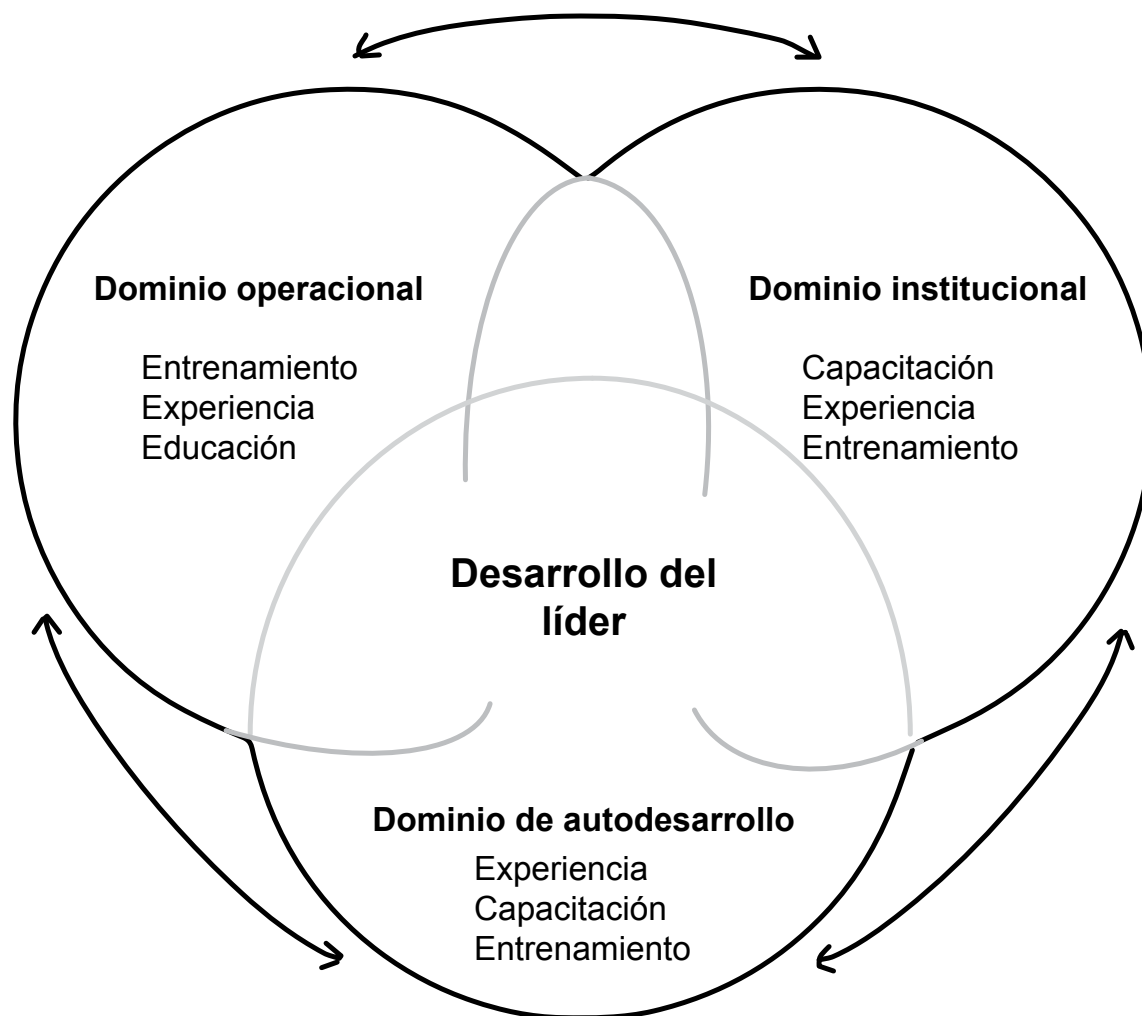 Dominio operacional
Entrenamiento
Experiencia
Educación
Dominio institucional
Capacitación
Experiencia
Entrenamiento
Desarrollo del
líder
Dominio de autodesarrollo
Experiencia
Capacitación
Entrenamiento